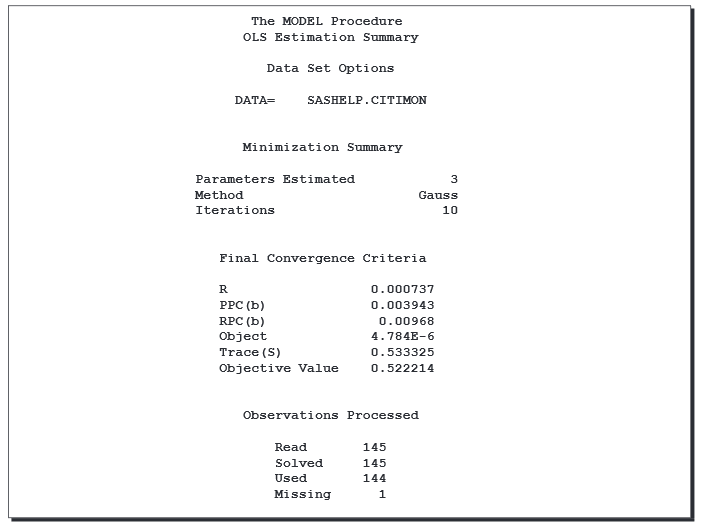 The MODEL Procedure
OLS Estimation Summary
Data Set Options
DATA= SASHELP.CITIMON
Minimization Summary
Parameters Estimated 3
Method Gauss
Iterations 10
Final Convergence Criteria
R 0.000737
PPC(b) 0.003943
RPC(b) 0.00968
Object 4.784E-6
Trace(S) 0.533325
Objective Value 0.522214
Observations Processed
Read 145
Solved 145
Used 144
Missing 1